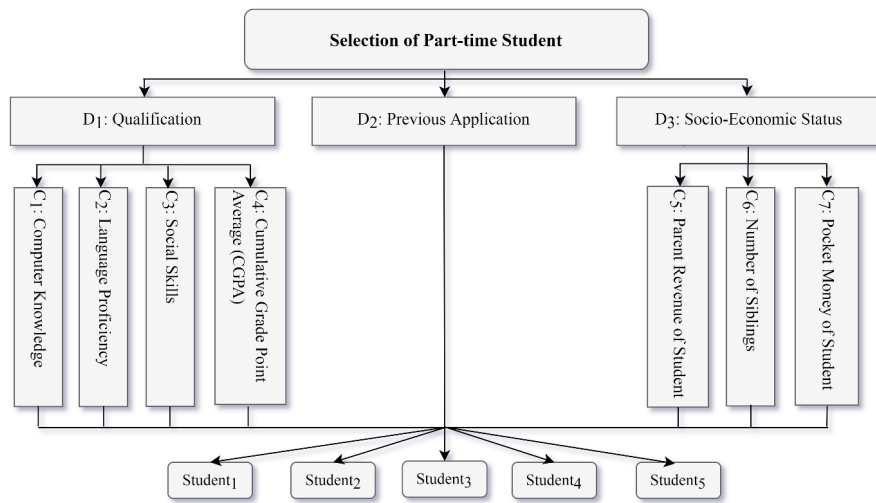 Selection of Part-time Student
D₁: Qualification
D₂: Previous Application
D₃: Socio-Economic Status
C₁: Computer Knowledge
C₂: Language Proficiency
C₃: Social Skills
C₄: Cumulative Grade Point
Average (CGPA)
C₅: Parent Revenue of Student
C₆: Number of Siblings
C₇: Pocket Money of Student
Student₁
Student₂
Student₃
Student₄
Student₅